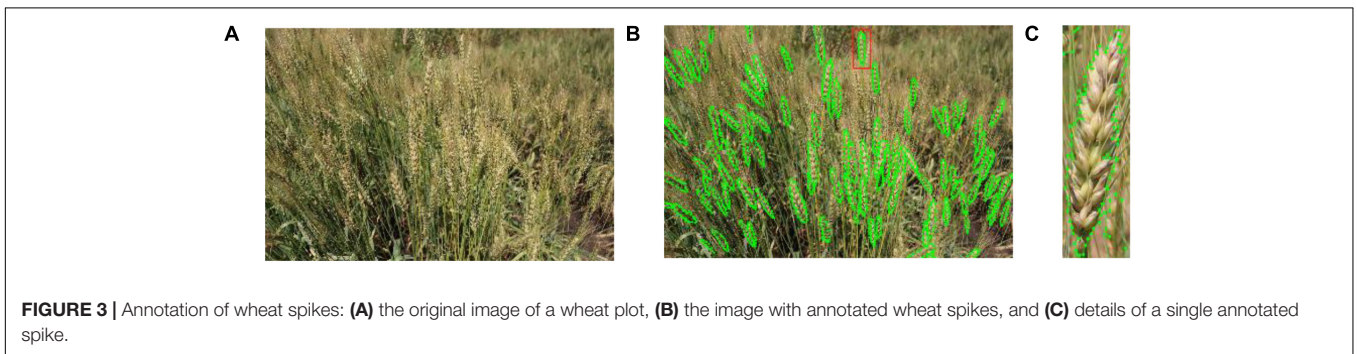 A B C
FIGURE 3 | Annotation of wheat spikes: (A) the original image of a wheat plot, (B) the image with annotated wheat spikes, and (C) details of a single annotated
spike.